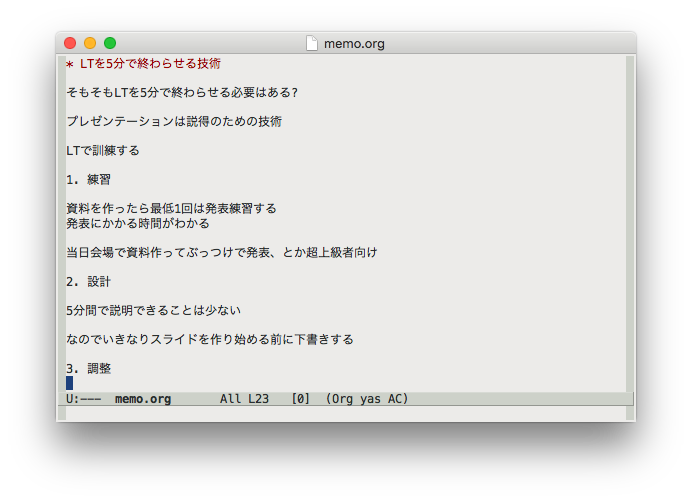 memo.org
* LTを5分で終わらせる技術
そもそもLTを5分で終わらせる必要はある?
プレゼンテーションは説得のための技術
LTで訓練する
1. 練習
資料を作ったら最低1回は発表練習する
発表にかかる時間がわかる
当日会場で資料作ってぶっつけで発表、とか超上級者向け
2. 設計
5分間で説明できることは少ない
なのでいきなりスライドを作り始める前に下書きする
3. 調整
U:--- memo.org All L23 [0] (Org yas AC)